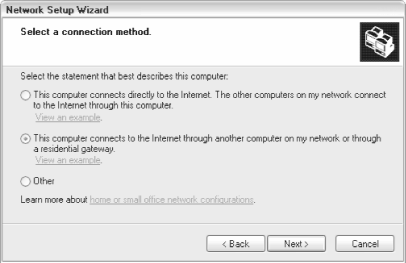 Network Setup Wizard
Select a connection method.
Select the statement that best describes this computer:
This computer connects directly to the Internet. The other computers on my network connect
to the Internet through this computer.
View an example.
This computer connects to the Internet through another computer on my network or through
a residential gateway.
View an example.
Other
Learn more about home or small office network configurations.
< Back
Next >
Cancel